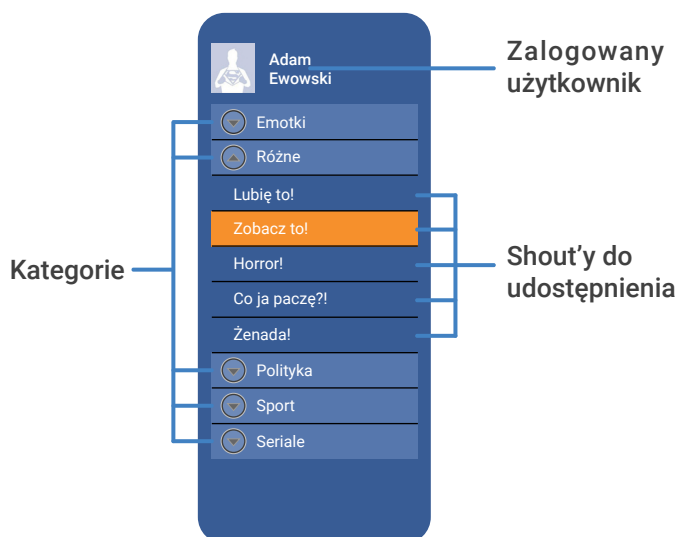 Adam
Ewowski
Zalogowany
użytkownik
Emotki
Różne
Lubię to!
Zobacz to!
Horror!
Co ja paczę?!
Żenada!
Polityka
Sport
Seriale
Kategorie
Shout'y do
udostępnienia